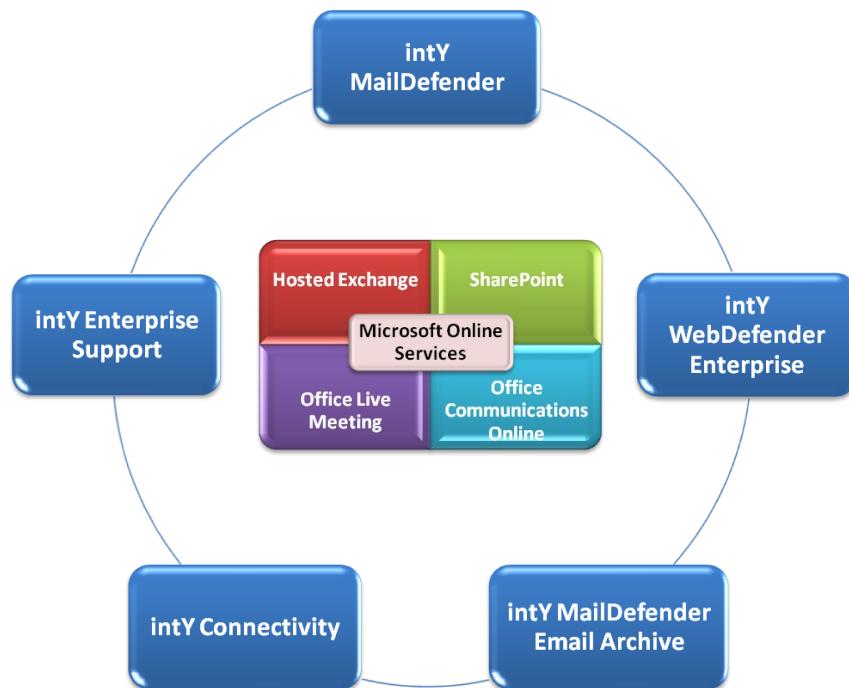 intY
MailDefender
Hosted Exchange
SharePoint
Microsoft Online
Services
Office Live
Meeting
Office
Communications
Online
intY Enterprise
Support
intY
WebDefender
Enterprise
intY Connectivity
intY MailDefender
Email Archive